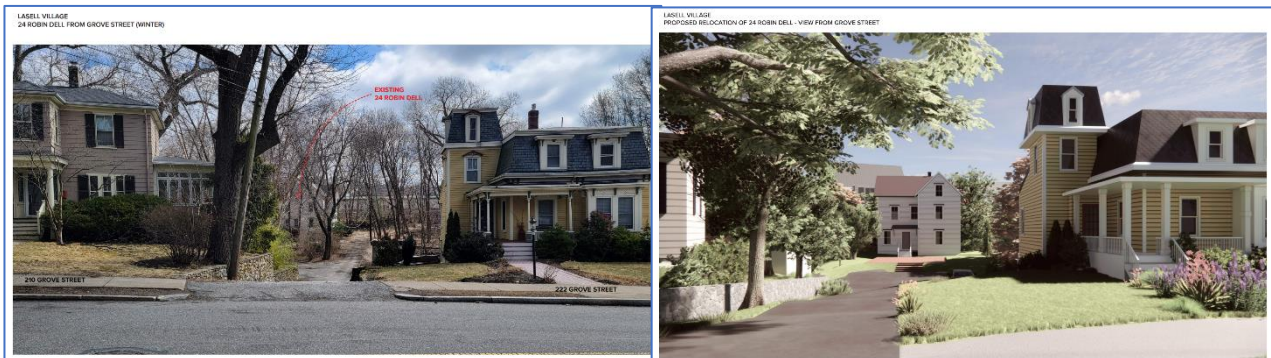 LASELL VILLAGE
24 ROBIN DELL FROM GROVE STREET (WINTER)
EXISTING
24 ROBIN DELL
210 GROVE STREET
222 GROVE STREET
LASELL VILLAGE
PROPOSED RELOCATION OF 24 ROBIN DELL - VIEW FROM GROVE STREET